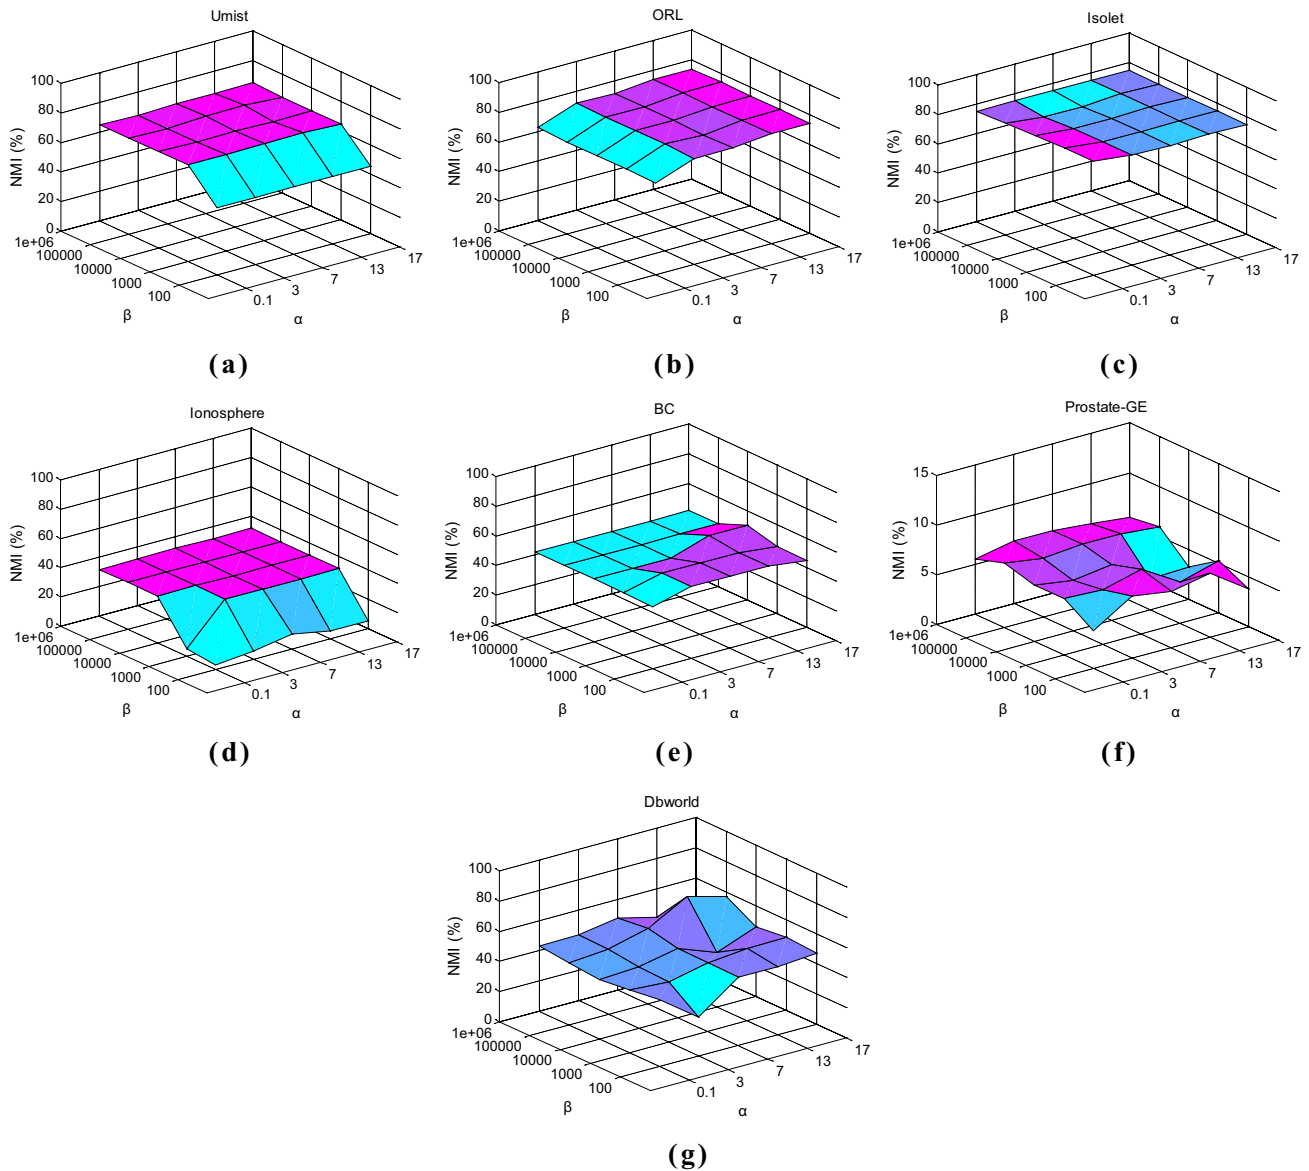 Umist
NMI (%)
100
80
60
40
20
0
1e+06
100000
10000
1000
100
β
0.1
3
7
13
17
α
(a)
ORL
NMI (%)
100
80
60
40
20
0
1e+06
100000
10000
1000
100
β
0.1
3
7
13
17
α
(b)
Isolet
NMI (%)
100
80
60
40
20
0
1e+06
100000
10000
1000
100
β
0.1
3
7
13
17
α
(c)
Ionosphere
NMI (%)
100
80
60
40
20
0
1e+06
100000
10000
1000
100
β
0.1
3
7
13
17
α
(d)
BC
NMI (%)
100
80
60
40
20
0
1e+06
100000
10000
1000
100
β
0.1
3
7
13
17
α
(e)
Prostate-GE
NMI (%)
15
10
5
0
1e+06
100000
10000
1000
100
β
0.1
3
7
13
17
α
(f)
Dbworld
NMI (%)
100
80
60
40
20
0
1e+06
100000
10000
1000
100
β
0.1
3
7
13
17
α
(g)